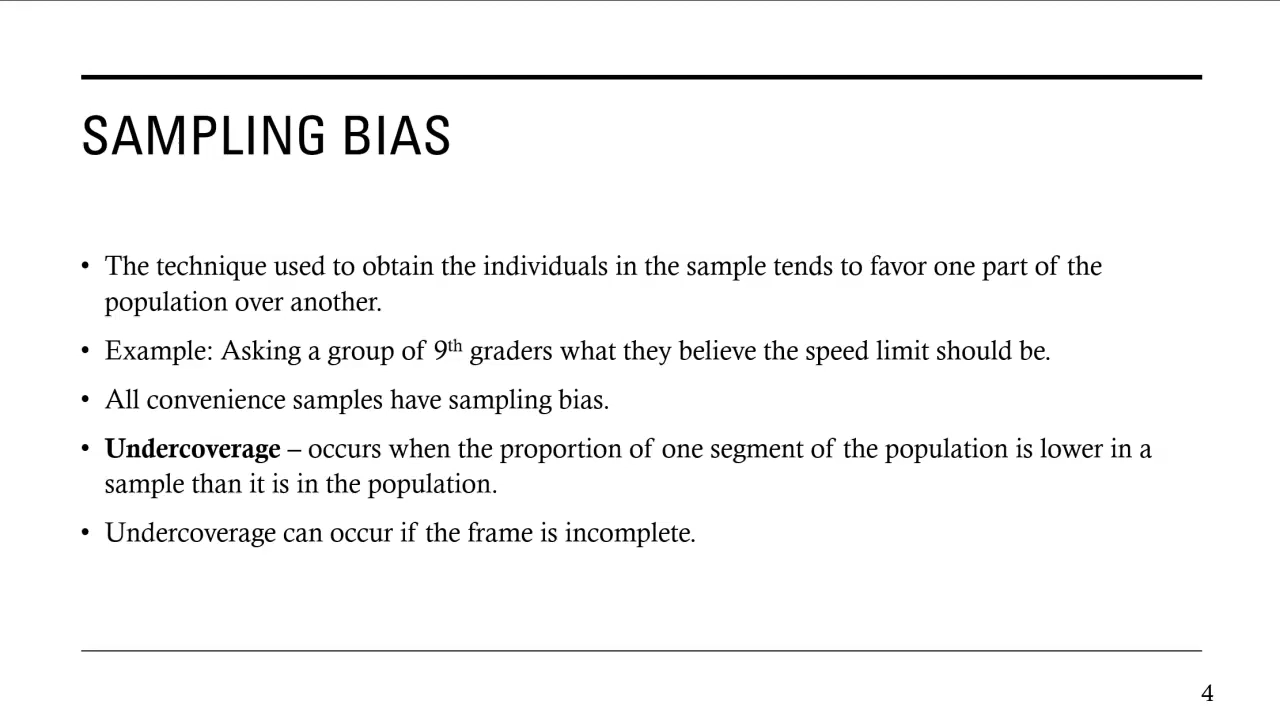 SAMPLING BIAS
• The technique used to obtain the individuals in the sample tends to favor one part of the
population over another.
• Example: Asking a group of 9th graders what they believe the speed limit should be.
• All convenience samples have sampling bias.
• Undercoverage – occurs when the proportion of one segment of the population is lower in a
sample than it is in the population.
• Undercoverage can occur if the frame is incomplete.
4